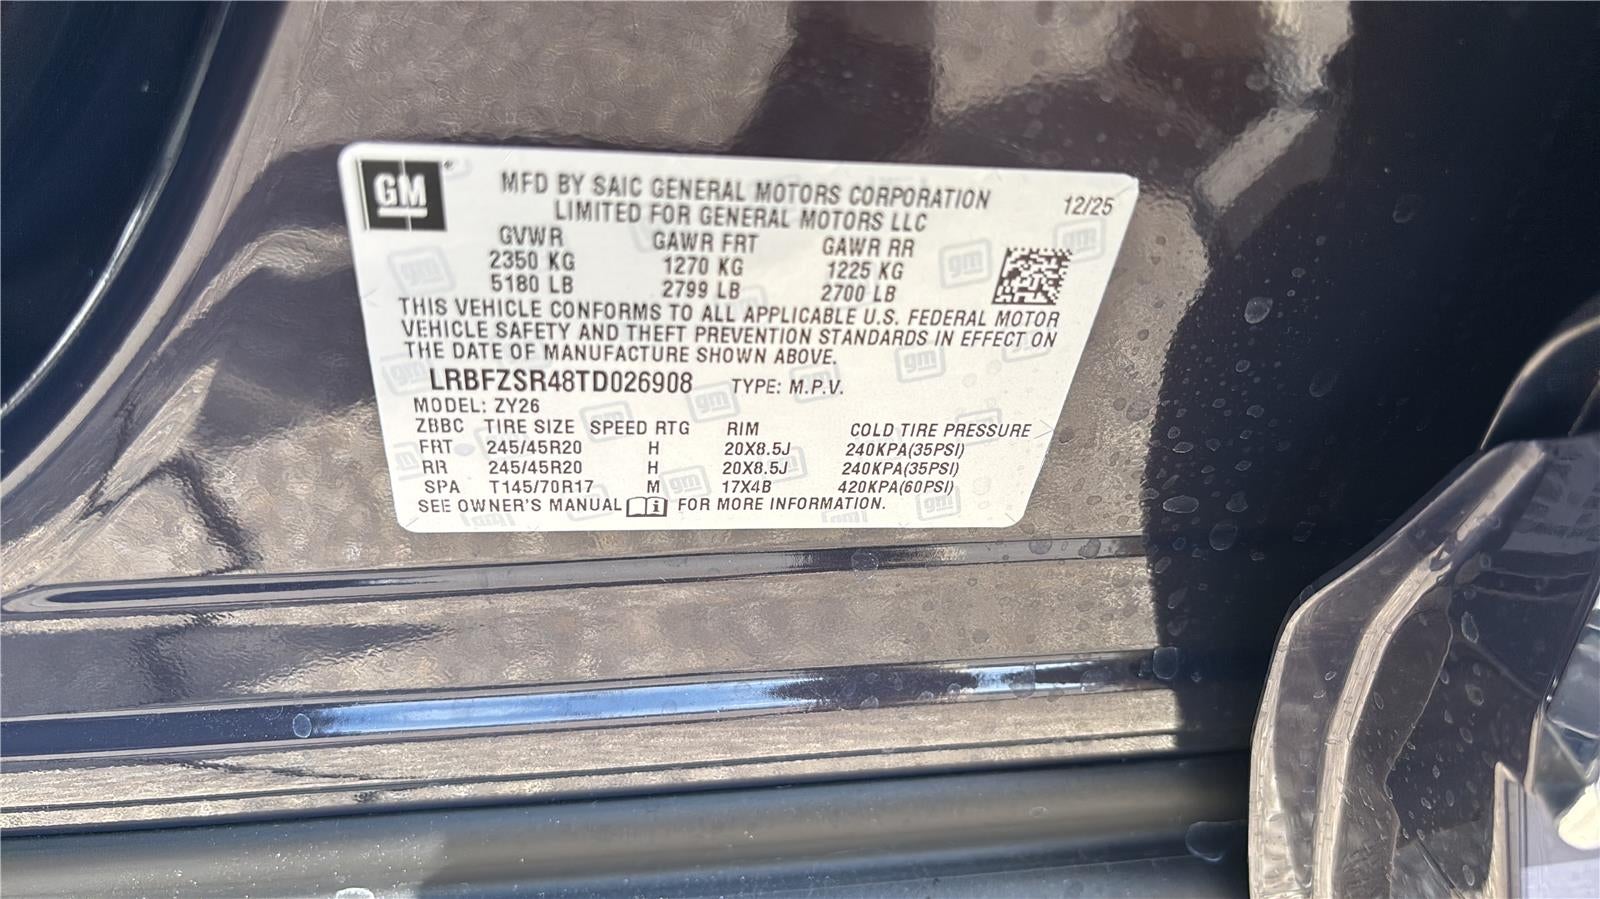 GM ® MFD BY SAIC GENERAL MOTORS CORPORATION 12/25
LIMITED FOR GENERAL MOTORS LLC
GVWR GAWR FRT GAWR RR
2350 KG 1270 KG 1225 KG
5180 LB 2799 LB 2700 LB
THIS VEHICLE CONFORMS TO ALL APPLICABLE U.S. FEDERAL MOTOR
VEHICLE SAFETY AND THEFT PREVENTION STANDARDS IN EFFECT ON
THE DATE OF MANUFACTURE SHOWN ABOVE.
LRBFZSR48TD026908 TYPE: M.P.V.
MODEL: ZY26
ZBBC TIRE SIZE SPEED RTG RIM COLD TIRE PRESSURE
FRT 245/45R20 H 20X8.5J 240KPA(35PSI)
RR 245/45R20 H 20X8.5J 240KPA(35PSI)
SPA T145/70R17 M 17X4B 420KPA(60PSI)
SEE OWNER'S MANUAL FOR MORE INFORMATION.